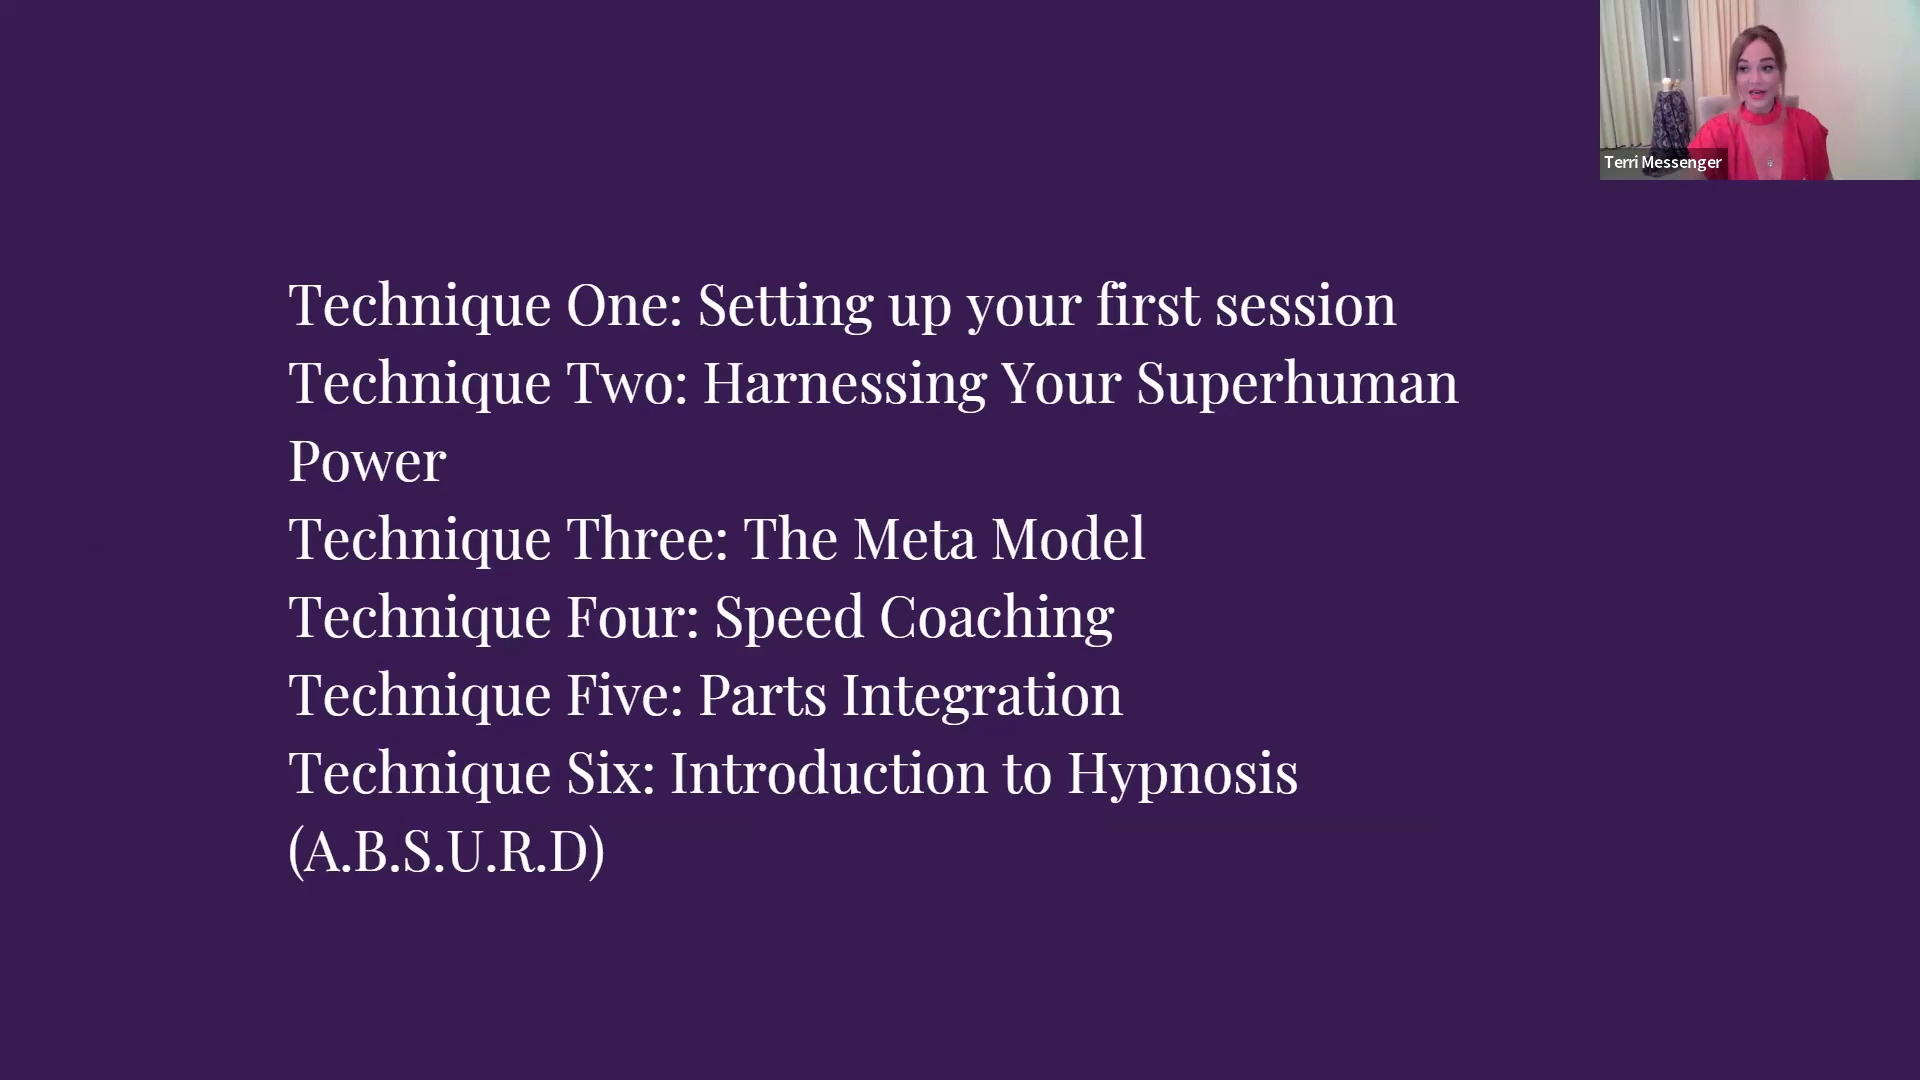 Terri Messenger
Technique One: Setting up your first session
Technique Two: Harnessing Your Superhuman
Power
Technique Three: The Meta Model
Technique Four: Speed Coaching
Technique Five: Parts Integration
Technique Six: Introduction to Hypnosis
(A.B.S.U.R.D)